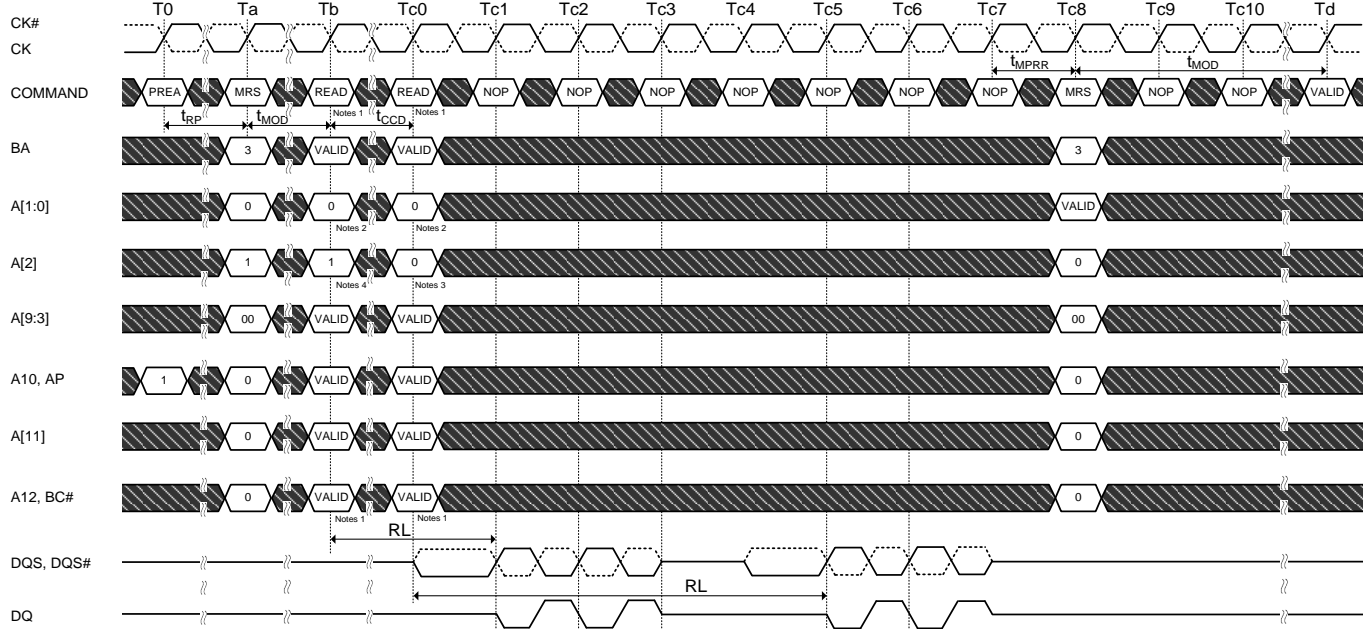 CK#
CK
T0 Ta Tb Tc0 Tc1 Tc2 Tc3 Tc4 Tc5 Tc6 Tc7 Tc8 Tc9 Tc10 Td
tMPRR tMOD
COMMAND PREA MRS READ READ NOP NOP NOP NOP NOP NOP NOP MRS NOP NOP VALID
Notes 1 Notes 1
tRP tMOD tCCD
BA 3 VALID VALID 3
A[1:0] 0 0 0 VALID
Notes 2 Notes 2
A[2] 1 1 0 0
Notes 4 Notes 3
A[9:3] 00 VALID VALID 00
A10, AP 1 0 VALID VALID 0
A[11] 0 VALID VALID 0
A12, BC# 0 VALID VALID 0
Notes 1 Notes 1
RL
DQS, DQS#
RL
DQ